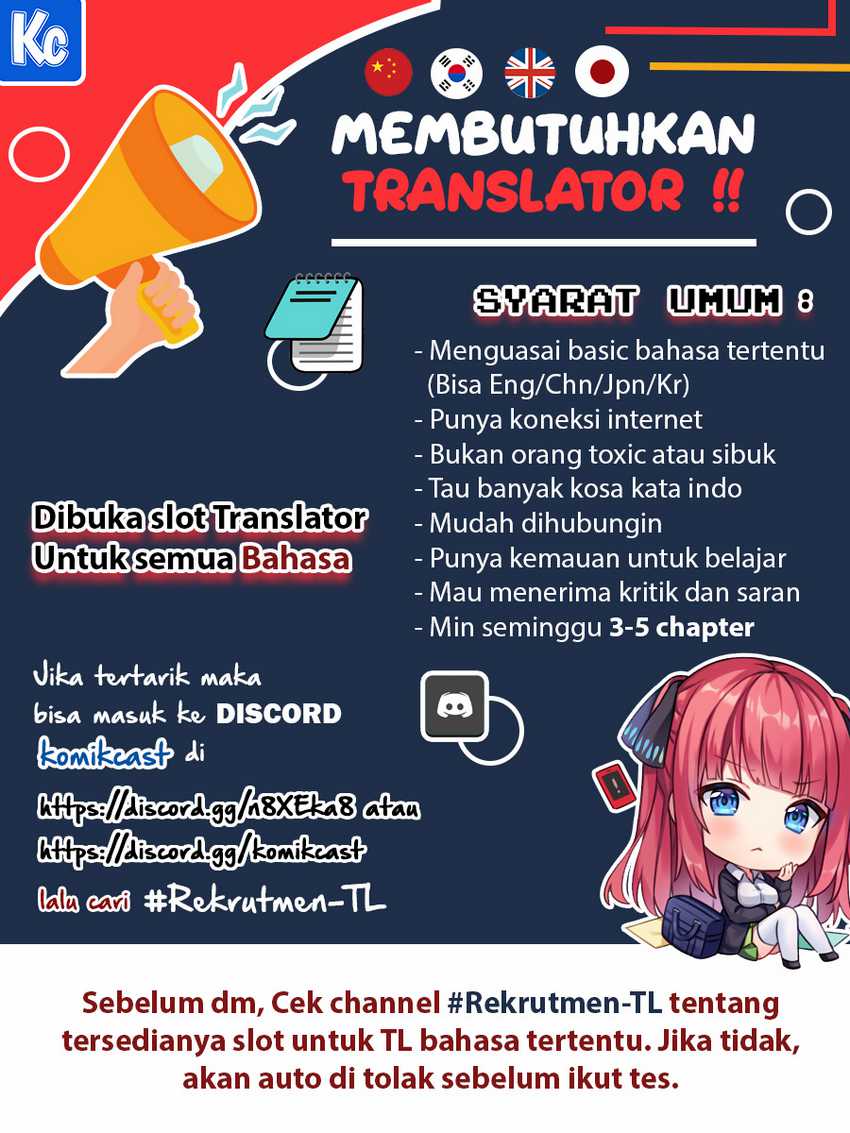 Kc
MEMBUTUHKAN
TRANSLATOR !!
SYARAT UMUM :
- Menguasai basic bahasa tertentu
(Bisa Eng/Chn/Jpn/Kr)
- Punya koneksi internet
- Bukan orang toxic atau sibuk
- Tau banyak kosa kata indo
- Mudah dihubungin
- Punya kemauan untuk belajar
- Mau menerima kritik dan saran
- Min seminggu 3-5 chapter
Dibuka slot Translator
Untuk semua Bahasa
Jika tertarik maka
bisa masuk ke DISCORD
komikcast di
https://discord.gg/n8XEka8 atau
https://discord.gg/komikcast
lalu cari #Rekrutmen-TL
!
Sebelum dm, Cek channel #Rekrutmen-TL tentang
tersedianya slot untuk TL bahasa tertentu. Jika tidak,
akan auto di tolak sebelum ikut tes.